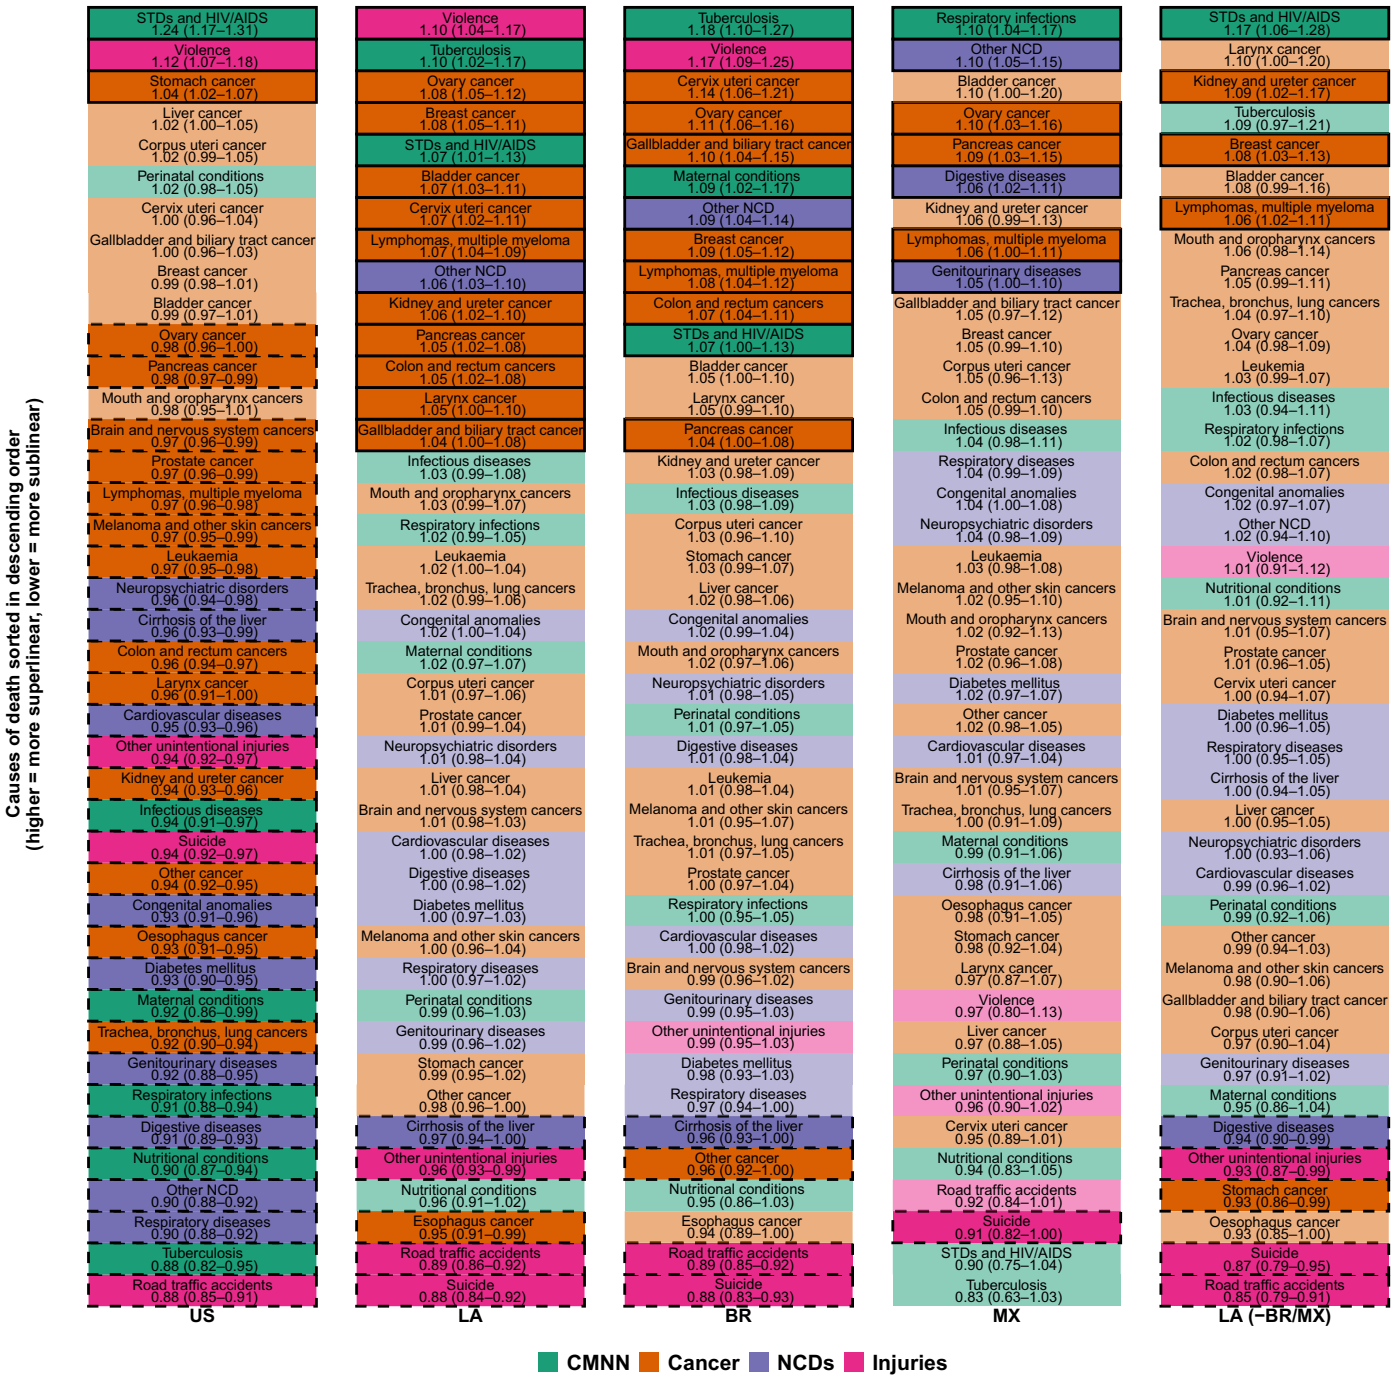 Causes of death sorted in descending order
(higher = more superlinear, lower = more sublinear)
STDs and HIV/AIDS
1.24 (1.17–1.31)
Violence
1.12 (1.07–1.18)
Stomach cancer
1.04 (1.02–1.07)
Liver cancer
1.02 (1.00–1.05)
Corpus uteri cancer
1.02 (0.99–1.05)
Perinatal conditions
1.02 (0.98–1.05)
Cervix uteri cancer
1.00 (0.96–1.04)
Gallbladder and biliary tract cancer
1.00 (0.96–1.03)
Breast cancer
0.99 (0.98–1.01)
Bladder cancer
0.99 (0.97–1.01)
Ovary cancer
0.98 (0.96–1.00)
Pancreas cancer
0.98 (0.97–0.99)
Mouth and oropharynx cancers
0.98 (0.95–1.01)
Brain and nervous system cancers
0.97 (0.96–0.99)
Prostate cancer
0.97 (0.96–0.99)
Lymphomas, multiple myeloma
0.97 (0.96–0.98)
Melanoma and other skin cancers
0.97 (0.95–0.99)
Leukaemia
0.97 (0.95–0.98)
Neuropsychiatric disorders
0.96 (0.94–0.98)
Cirrhosis of the liver
0.96 (0.93–0.99)
Colon and rectum cancers
0.96 (0.94–0.97)
Larynx cancer
0.96 (0.91–1.00)
Cardiovascular diseases
0.95 (0.93–0.96)
Other unintentional injuries
0.94 (0.92–0.97)
Kidney and ureter cancer
0.94 (0.93–0.96)
Infectious diseases
0.94 (0.91–0.97)
Suicide
0.94 (0.92–0.97)
Other cancer
0.94 (0.92–0.95)
Congenital anomalies
0.93 (0.91–0.96)
Oesophagus cancer
0.93 (0.91–0.95)
Diabetes mellitus
0.93 (0.90–0.95)
Maternal conditions
0.92 (0.86–0.99)
Trachea, bronchus, lung cancers
0.92 (0.90–0.94)
Genitourinary diseases
0.92 (0.88–0.95)
Respiratory infections
0.91 (0.88–0.94)
Digestive diseases
0.91 (0.89–0.93)
Nutritional conditions
0.90 (0.87–0.94)
Other NCD
0.90 (0.88–0.92)
Respiratory diseases
0.90 (0.88–0.92)
Tuberculosis
0.88 (0.82–0.95)
Road traffic accidents
0.88 (0.85–0.91)
US
Violence
1.10 (1.04–1.17)
Tuberculosis
1.10 (1.02–1.17)
Ovary cancer
1.08 (1.05–1.12)
Breast cancer
1.08 (1.05–1.11)
STDs and HIV/AIDS
1.07 (1.01–1.13)
Bladder cancer
1.07 (1.03–1.11)
Cervix uteri cancer
1.07 (1.02–1.11)
Lymphomas, multiple myeloma
1.07 (1.04–1.09)
Other NCD
1.06 (1.03–1.10)
Kidney and ureter cancer
1.06 (1.02–1.10)
Pancreas cancer
1.05 (1.02–1.08)
Colon and rectum cancers
1.05 (1.02–1.08)
Larynx cancer
1.05 (1.00–1.10)
Gallbladder and biliary tract cancer
1.04 (1.00–1.08)
Infectious diseases
1.03 (0.99–1.08)
Mouth and oropharynx cancers
1.03 (0.99–1.07)
Respiratory infections
1.02 (0.99–1.05)
Leukaemia
1.02 (1.00–1.04)
Trachea, bronchus, lung cancers
1.02 (0.99–1.06)
Congenital anomalies
1.02 (1.00–1.04)
Maternal conditions
1.02 (0.97–1.07)
Corpus uteri cancer
1.01 (0.97–1.06)
Prostate cancer
1.01 (0.99–1.04)
Neuropsychiatric disorders
1.01 (0.98–1.04)
Liver cancer
1.01 (0.98–1.04)
Brain and nervous system cancers
1.01 (0.98–1.03)
Cardiovascular diseases
1.00 (0.98–1.02)
Digestive diseases
1.00 (0.98–1.02)
Diabetes mellitus
1.00 (0.97–1.03)
Melanoma and other skin cancers
1.00 (0.96–1.04)
Respiratory diseases
1.00 (0.97–1.02)
Perinatal conditions
0.99 (0.96–1.03)
Genitourinary diseases
0.99 (0.96–1.02)
Stomach cancer
0.99 (0.95–1.02)
Other cancer
0.98 (0.96–1.00)
Cirrhosis of the liver
0.97 (0.94–1.00)
Other unintentional injuries
0.96 (0.93–0.99)
Nutritional conditions
0.96 (0.91–1.02)
Esophagus cancer
0.95 (0.91–0.99)
Road traffic accidents
0.89 (0.86–0.92)
Suicide
0.88 (0.84–0.92)
LA
Tuberculosis
1.18 (1.10–1.27)
Violence
1.17 (1.09–1.25)
Cervix uteri cancer
1.14 (1.06–1.21)
Ovary cancer
1.11 (1.06–1.16)
Gallbladder and biliary tract cancer
1.10 (1.04–1.15)
Maternal conditions
1.09 (1.02–1.17)
Other NCD
1.09 (1.04–1.14)
Breast cancer
1.09 (1.05–1.12)
Lymphomas, multiple myeloma
1.08 (1.04–1.12)
Colon and rectum cancers
1.07 (1.04–1.11)
STDs and HIV/AIDS
1.07 (1.00–1.13)
Bladder cancer
1.05 (1.00–1.10)
Larynx cancer
1.05 (0.99–1.10)
Pancreas cancer
1.04 (1.00–1.08)
Kidney and ureter cancer
1.03 (0.98–1.09)
Infectious diseases
1.03 (0.98–1.09)
Corpus uteri cancer
1.03 (0.96–1.10)
Stomach cancer
1.03 (0.99–1.07)
Liver cancer
1.02 (0.98–1.06)
Congenital anomalies
1.02 (0.99–1.04)
Mouth and oropharynx cancers
1.02 (0.97–1.06)
Neuropsychiatric disorders
1.01 (0.98–1.05)
Perinatal conditions
1.01 (0.97–1.05)
Digestive diseases
1.01 (0.98–1.04)
Leukemia
1.01 (0.98–1.04)
Melanoma and other skin cancers
1.01 (0.95–1.07)
Trachea, bronchus, lung cancers
1.01 (0.97–1.05)
Prostate cancer
1.00 (0.97–1.04)
Respiratory infections
1.00 (0.95–1.05)
Cardiovascular diseases
1.00 (0.98–1.02)
Brain and nervous system cancers
0.99 (0.96–1.02)
Genitourinary diseases
0.99 (0.95–1.03)
Other unintentional injuries
0.99 (0.95–1.03)
Diabetes mellitus
0.98 (0.93–1.03)
Respiratory diseases
0.97 (0.94–1.00)
Cirrhosis of the liver
0.96 (0.93–1.00)
Other cancer
0.96 (0.92–1.00)
Nutritional conditions
0.95 (0.86–1.03)
Esophagus cancer
0.94 (0.89–1.00)
Road traffic accidents
0.89 (0.85–0.92)
Suicide
0.88 (0.83–0.93)
BR
Respiratory infections
1.10 (1.04–1.17)
Other NCD
1.10 (1.05–1.15)
Bladder cancer
1.10 (1.00–1.20)
Ovary cancer
1.10 (1.03–1.16)
Pancreas cancer
1.09 (1.03–1.15)
Digestive diseases
1.06 (1.02–1.11)
Kidney and ureter cancer
1.06 (0.99–1.13)
Lymphomas, multiple myeloma
1.06 (1.00–1.11)
Genitourinary diseases
1.05 (1.00–1.10)
Gallbladder and biliary tract cancer
1.05 (0.97–1.12)
Breast cancer
1.05 (0.99–1.10)
Corpus uteri cancer
1.05 (0.96–1.13)
Colon and rectum cancers
1.05 (0.99–1.10)
Infectious diseases
1.04 (0.98–1.11)
Respiratory diseases
1.04 (0.99–1.09)
Congenital anomalies
1.04 (1.00–1.08)
Neuropsychiatric disorders
1.04 (0.98–1.09)
Leukemia
1.03 (0.98–1.08)
Melanoma and other skin cancers
1.02 (0.95–1.10)
Mouth and oropharynx cancers
1.02 (0.92–1.13)
Prostate cancer
1.02 (0.96–1.08)
Diabetes mellitus
1.02 (0.97–1.07)
Other cancer
1.02 (0.98–1.05)
Cardiovascular diseases
1.01 (0.97–1.04)
Brain and nervous system cancers
1.01 (0.95–1.07)
Trachea, bronchus, lung cancers
1.00 (0.91–1.09)
Maternal conditions
0.99 (0.91–1.06)
Cirrhosis of the liver
0.98 (0.91–1.06)
Oesophagus cancer
0.98 (0.91–1.05)
Stomach cancer
0.98 (0.92–1.04)
Larynx cancer
0.97 (0.87–1.07)
Violence
0.97 (0.80–1.13)
Liver cancer
0.97 (0.88–1.05)
Perinatal conditions
0.97 (0.90–1.03)
Other unintentional injuries
0.96 (0.90–1.02)
Cervix uteri cancer
0.95 (0.89–1.01)
Nutritional conditions
0.94 (0.83–1.05)
Road traffic accidents
0.92 (0.84–1.01)
Suicide
0.91 (0.82–1.00)
STDs and HIV/AIDS
0.90 (0.75–1.04)
Tuberculosis
0.83 (0.63–1.03)
MX
STDs and HIV/AIDS
1.17 (1.06–1.28)
Larynx cancer
1.10 (1.00–1.20)
Kidney and ureter cancer
1.09 (1.02–1.17)
Tuberculosis
1.09 (0.97–1.21)
Breast cancer
1.08 (1.03–1.13)
Bladder cancer
1.08 (0.99–1.16)
Lymphomas, multiple myeloma
1.06 (1.02–1.11)
Mouth and oropharynx cancers
1.06 (0.98–1.14)
Pancreas cancer
1.05 (0.99–1.11)
Trachea, bronchus, lung cancers
1.04 (0.97–1.10)
Ovary cancer
1.04 (0.98–1.09)
Leukemia
1.03 (0.99–1.07)
Infectious diseases
1.03 (0.94–1.11)
Respiratory infections
1.02 (0.98–1.07)
Colon and rectum cancers
1.02 (0.98–1.07)
Congenital anomalies
1.02 (0.97–1.07)
Other NCD
1.02 (0.94–1.10)
Violence
1.01 (0.91–1.12)
Nutritional conditions
1.01 (0.92–1.11)
Brain and nervous system cancers
1.01 (0.95–1.07)
Prostate cancer
1.01 (0.96–1.05)
Cervix uteri cancer
1.00 (0.94–1.07)
Diabetes mellitus
1.00 (0.96–1.05)
Respiratory diseases
1.00 (0.95–1.05)
Cirrhosis of the liver
1.00 (0.94–1.05)
Liver cancer
1.00 (0.95–1.05)
Neuropsychiatric disorders
1.00 (0.93–1.06)
Cardiovascular diseases
0.99 (0.96–1.02)
Perinatal conditions
0.99 (0.92–1.06)
Other cancer
0.99 (0.94–1.03)
Melanoma and other skin cancers
0.98 (0.90–1.06)
Gallbladder and biliary tract cancer
0.98 (0.90–1.06)
Corpus uteri cancer
0.97 (0.90–1.04)
Genitourinary diseases
0.97 (0.91–1.02)
Maternal conditions
0.95 (0.86–1.04)
Digestive diseases
0.94 (0.90–0.99)
Other unintentional injuries
0.93 (0.87–0.99)
Stomach cancer
0.93 (0.86–0.99)
Oesophagus cancer
0.93 (0.85–1.00)
Suicide
0.87 (0.79–0.95)
Road traffic accidents
0.85 (0.79–0.91)
LA (−BR/MX)
CMNN
Cancer
NCDs
Injuries